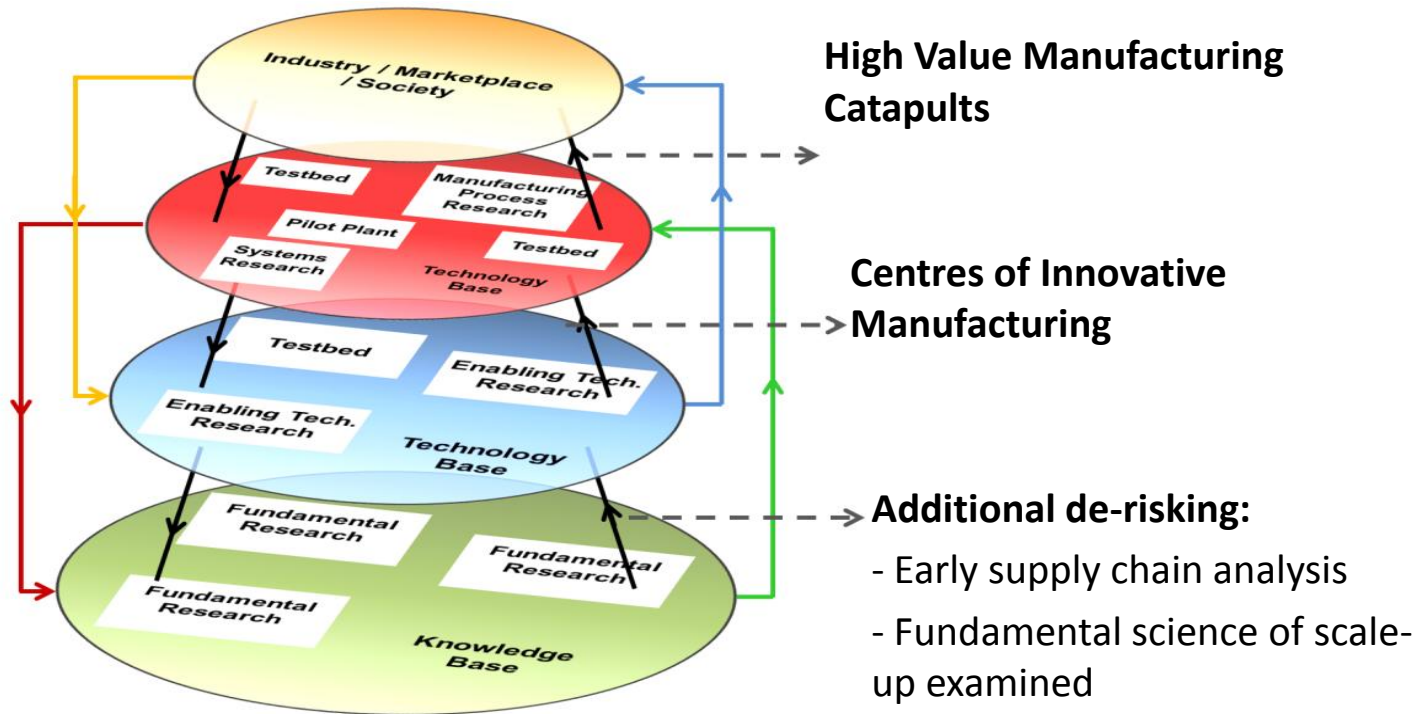 Industry / Marketplace
/ Society
Testbed
Manufacturing
Process
Research
Pilot Plant
Systems
Research
Testbed
Technology
Base
Testbed
Enabling Tech.
Research
Enabling Tech.
Research
Technology
Base
Fundamental
Research
Fundamental
Research
Fundamental
Research
Knowledge
Base
High Value Manufacturing
Catapults
Centres of Innovative
Manufacturing
Additional de-risking:
- Early supply chain analysis
- Fundamental science of scale-
up examined